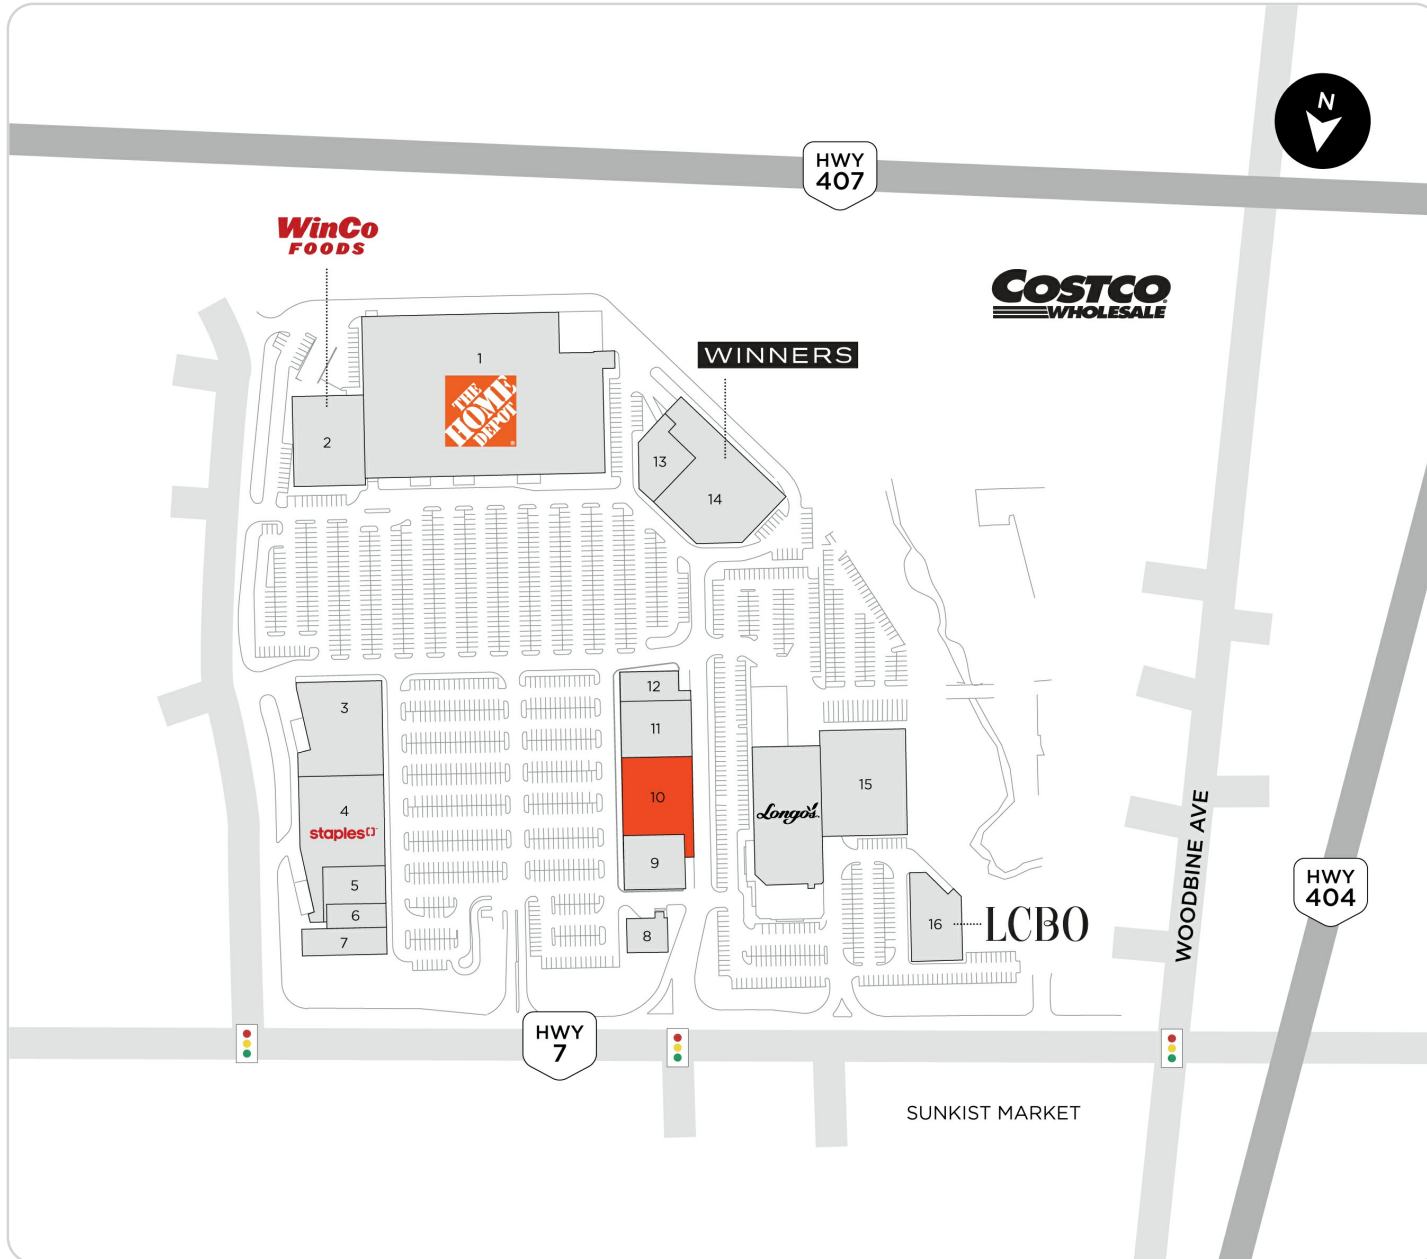 N
HWY
407
WinCo
FOODS
COSTCO
WHOLESALE
WINNERS
1
THE
HOME
DEPOT
2
13
14
12
3
11
10
15
4
staples
Longo's
9
5
6
7
8
16
LCBO
WOODBINE AVE
HWY
404
HWY
7
SUNKIST MARKET